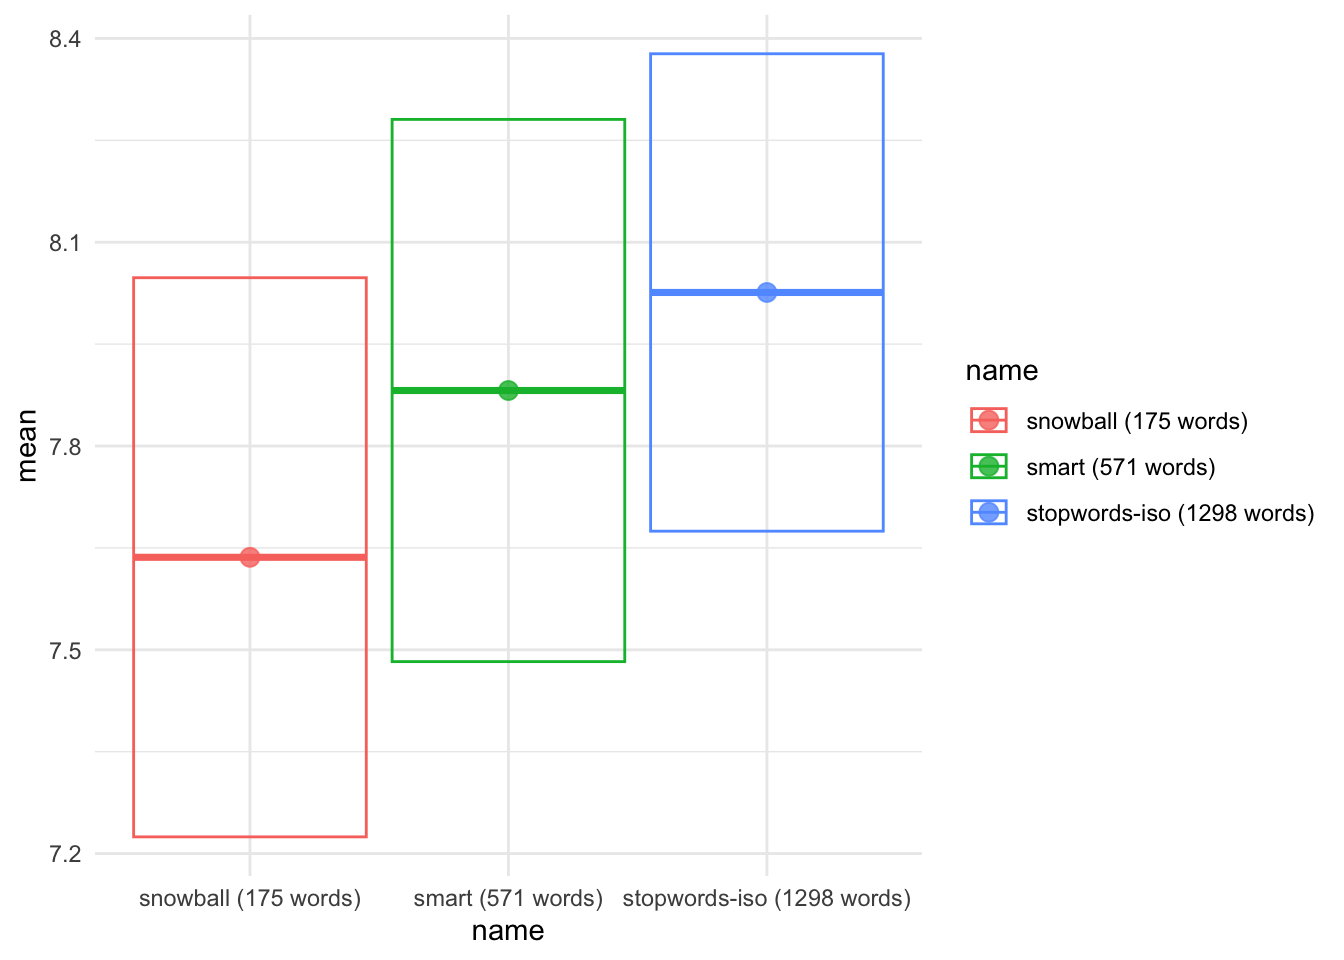 8.4
8.1
7.8
7.5
7.2
mean
snowball (175 words)
smart (571 words)
stopwords-iso (1298 words)
name
name
snowball (175 words)
smart (571 words)
stopwords-iso (1298 words)